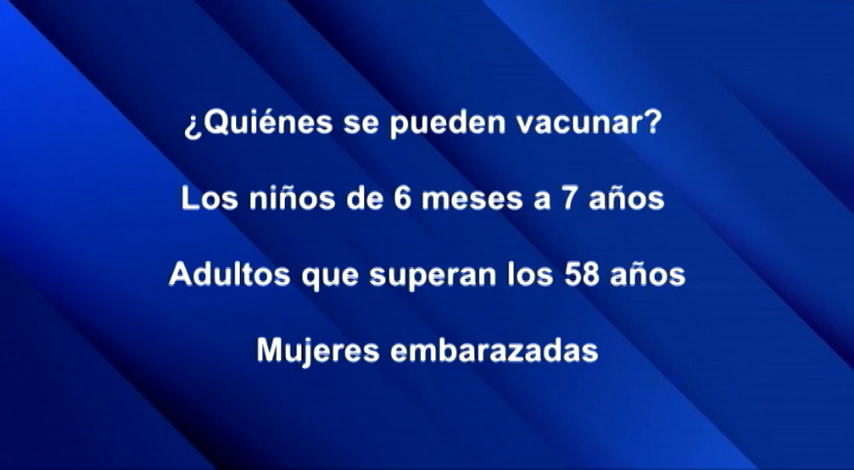 ¿Quiénes se pueden vacunar?
Los niños de 6 meses a 7 años
Adultos que superan los 58 años
Mujeres embarazadas